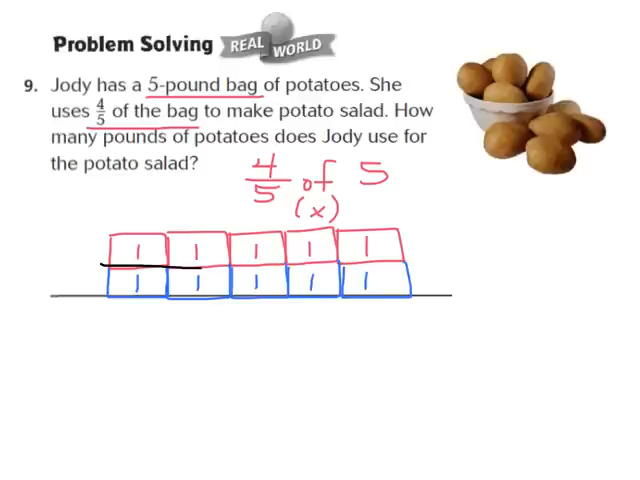 Problem Solving REAL WORLD
9. Jody has a 5-pound bag of potatoes. She
uses 4/5 of the bag to make potato salad. How
many pounds of potatoes does Jody use for
the potato salad?
4/5 of 5
(x)
1 1 1 1 1
1 1 1 1 1